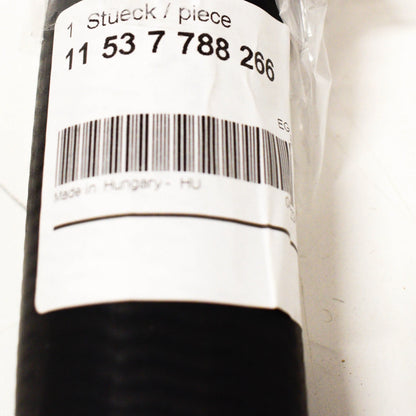 1 Stueck / piece
11 53 7 788 266
EG
Made in Hungary - HU